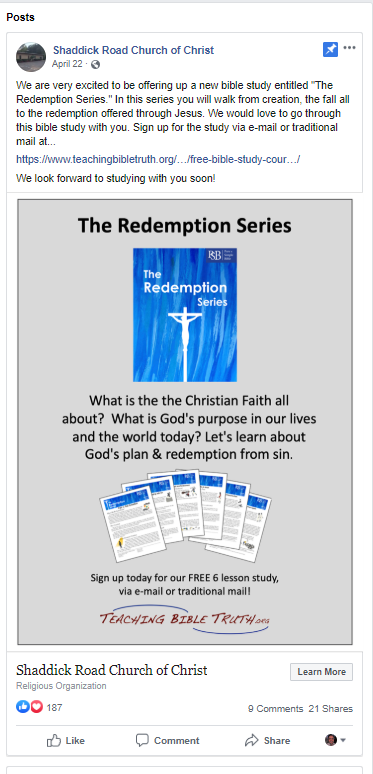 Posts
Shaddick Road Church of Christ
April 22 ·
We are very excited to be offering up a new bible study entitled "The
Redemption Series." In this series you will walk from creation, the fall all
to the redemption offered through Jesus. We would love to go through
this bible study with you. Sign up for the study via e-mail or traditional
mail at...
https://www.teachingbibletruth.org/…/free-bible-study-cour…/
We look forward to studying with you soon!
The Redemption Series
RSB
The
Redemption
Series
What is the the Christian Faith all
about? What is God's purpose in our lives
and the world today? Let's learn about
God's plan & redemption from sin.
Sign up today for our FREE 6 lesson study,
via e-mail or traditional mail!
TEACHING BIBLE TRUTH.ORG
Shaddick Road Church of Christ
Religious Organization
Learn More
187
9 Comments 21 Shares
Like
Comment
Share